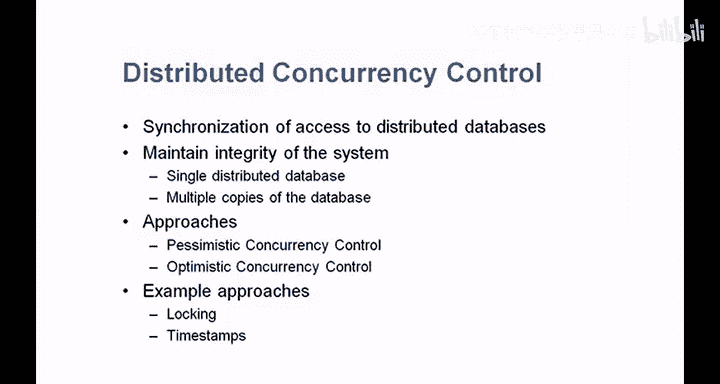 bilibili
Distributed Concurrency Control
• Synchronization of access to distributed databases
• Maintain integrity of the system
– Single distributed database
– Multiple copies of the database
• Approaches
– Pessimistic Concurrency Control
– Optimistic Concurrency Control
• Example approaches
– Locking
– Timestamps